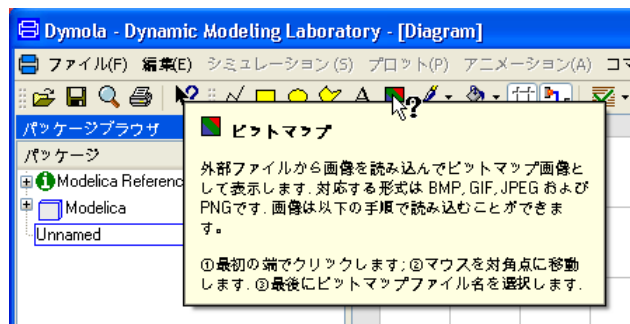 Dymola - Dynamic Modeling Laboratory - [Diagram]
ファイル(F) 編集(E) シミュレーション(S) プロット(P) アニメーション(A) コマ
パッケージブラウザ
パッケージ
Modelica Referenc
Modelica
Unnamed
ビットマップ
外部ファイルから画像を読み込んでビットマップ画像と
して表示します. 対応する形式は BMP, GIF, JPEG および
PNGです. 画像は以下の手順で読み込むことができま
す。
①最初の端でクリックします; ②マウスを対角点に移動
します. ③最後にビットマップファイル名を選択します.